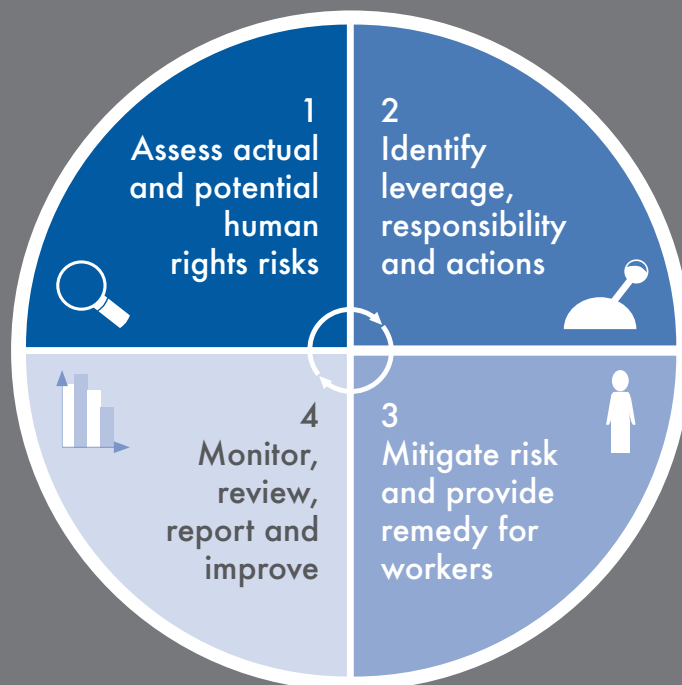 1
Assess actual
and potential
human
rights risks
2
Identify
leverage,
responsibility
and actions
3
Mitigate risk
and provide
remedy for
workers
4
Monitor,
review,
report and
improve